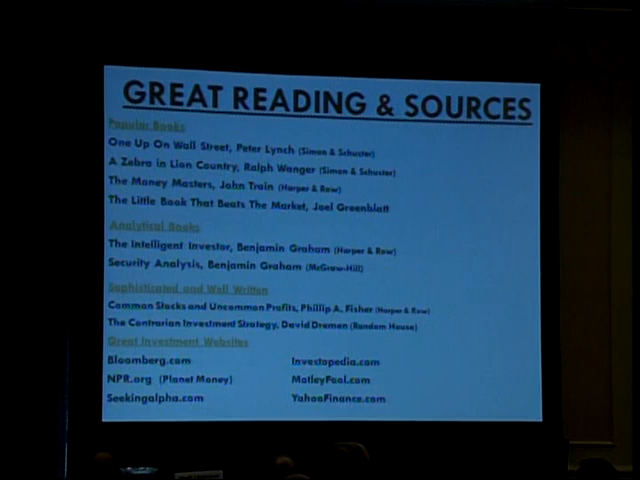 GREAT READING & SOURCES
Popular Books
One Up On Wall Street, Peter Lynch (Simon & Schuster)
A Zebra in Lion Country, Ralph Wanger (Simon & Schuster)
The Money Masters, John Train (Harper & Row)
The Little Book That Beats The Market, Joel Greenblatt
Analytical Books
The Intelligent Investor, Benjamin Graham (Harper & Row)
Security Analysis, Benjamin Graham (McGraw-Hill)
Sophisticated and Well Written
Common Stocks and Uncommon Profits, Phillip A. Fisher (Harper & Row)
The Contrarian Investment Strategy, David Dreman (Random House)
Great Investment Websites
Bloomberg.com Investopedia.com
NPR.org (Planet Money) MotleyFool.com
Seekingalpha.com YahooFinance.com